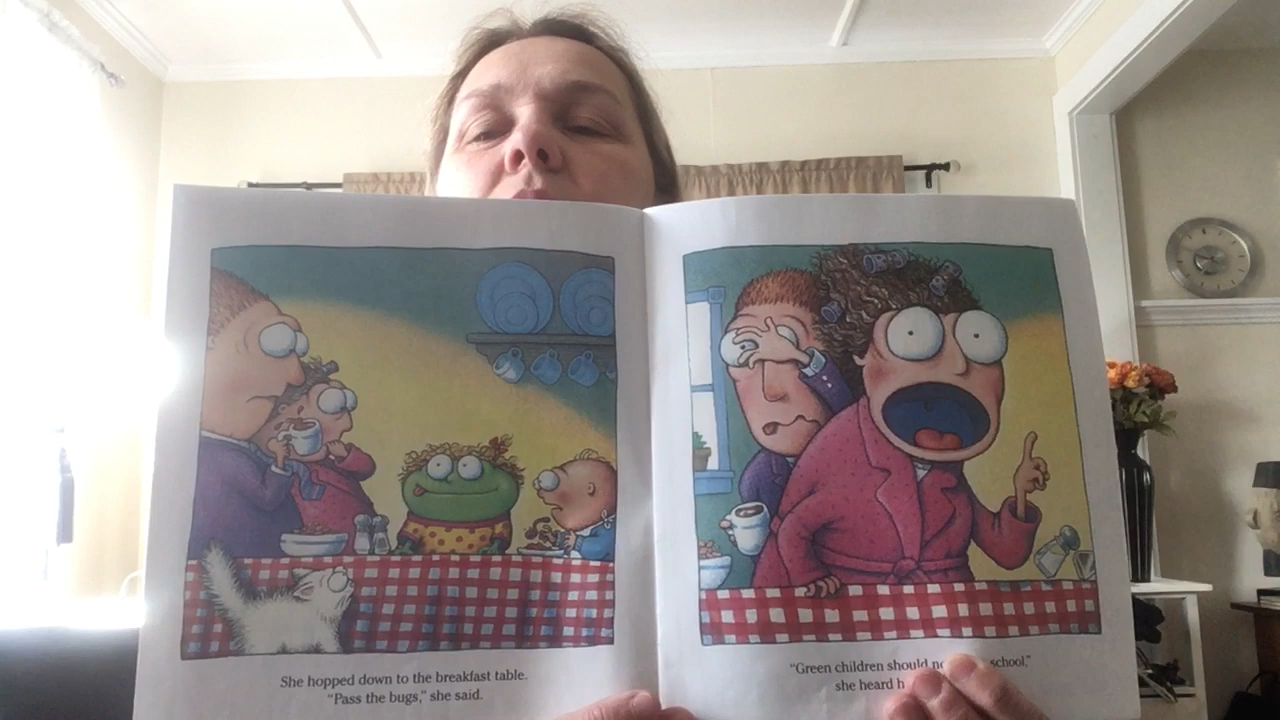 She hopped down to the breakfast table.
"Pass the bugs," she said.
"Green children should school,"
she heard